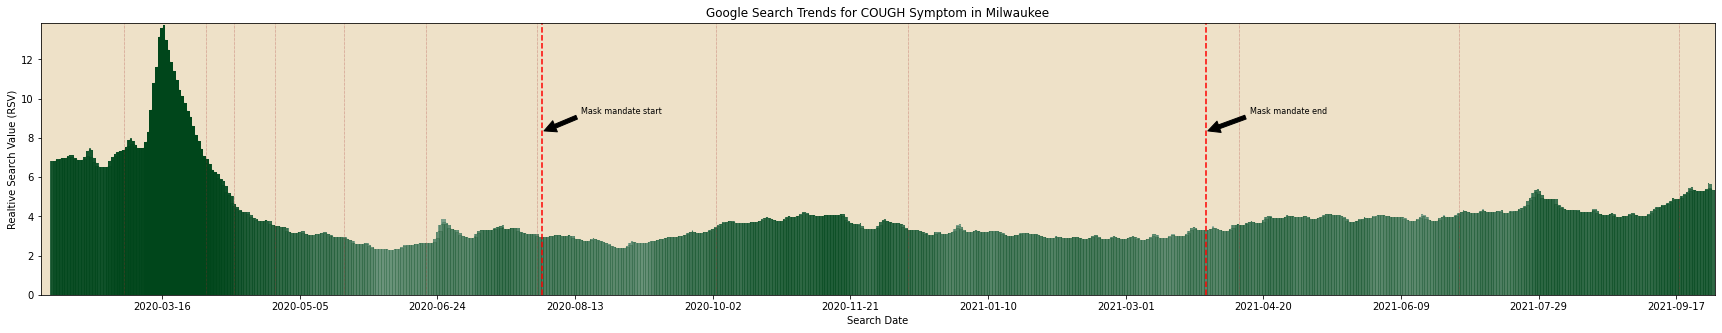 Google Search Trends for COUGH Symptom in Milwaukee
12
10
8
6
4
2
0
Realtive Search Value (RSV)
Mask mandate start
Mask mandate end
2020-03-16 2020-05-05 2020-06-24 2020-08-13 2020-10-02 2020-11-21 2021-01-10 2021-03-01 2021-04-20 2021-06-09 2021-07-29 2021-09-17
Search Date